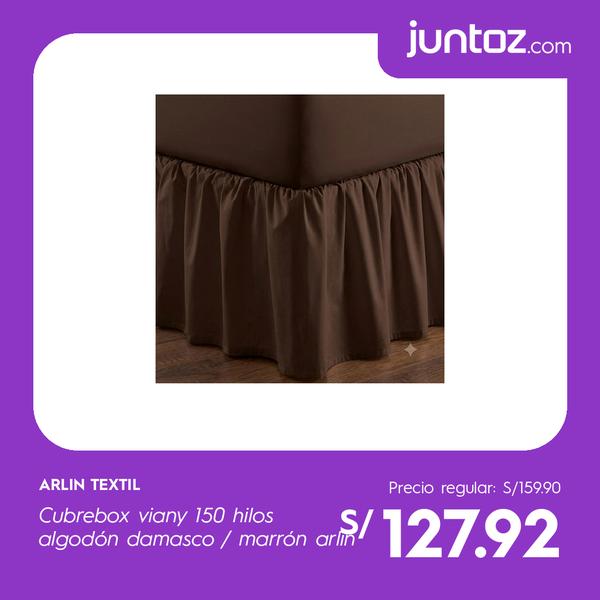 juntoz.com
ARLIN TEXTIL
Cubrebox viany 150 hilos
algodón damasco / marrón arlin
Precio regular: S/159.90
S/127.92